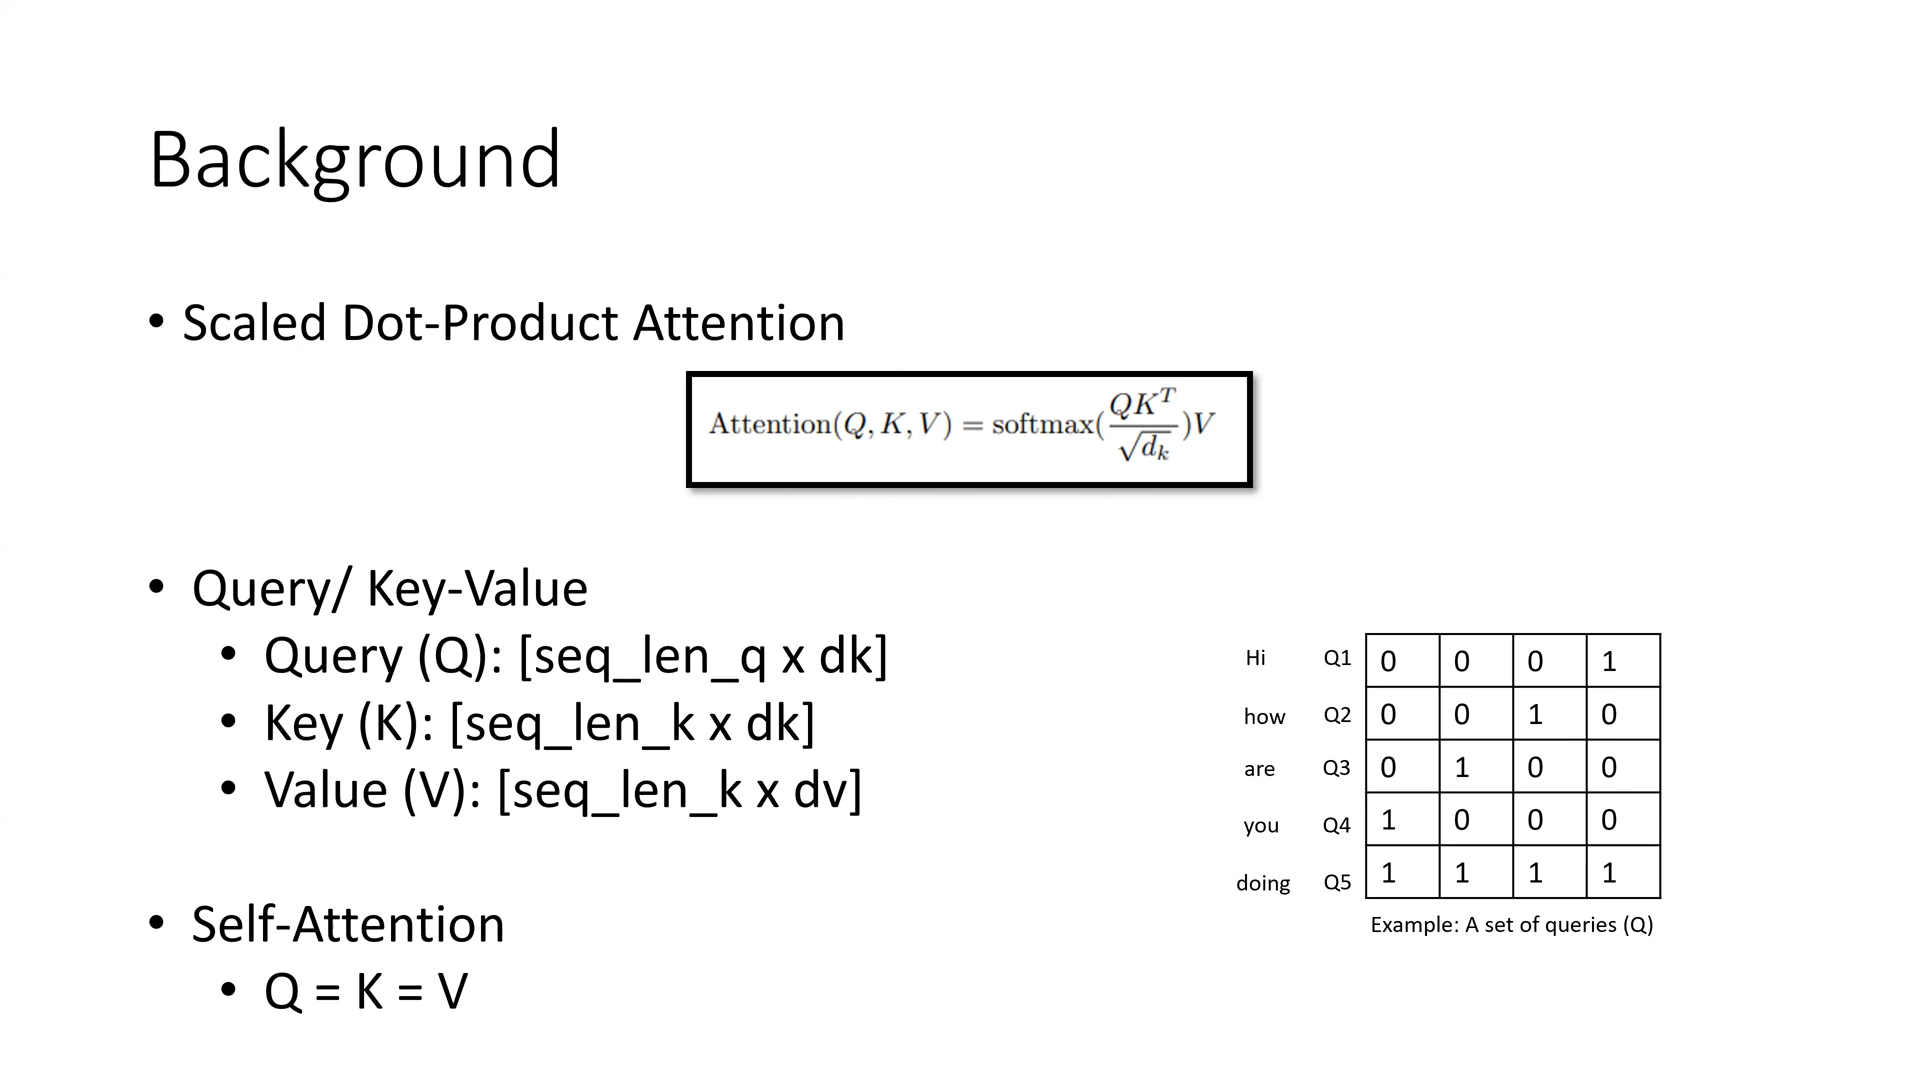 Background
• Scaled Dot-Product Attention
Attention(Q, K, V) = softmax(QK^T / √d_k)V
• Query/ Key-Value
• Query (Q): [seq_len_q x dk]
• Key (K): [seq_len_k x dk]
• Value (V): [seq_len_k x dv]
• Self-Attention
• Q = K = V
Hi Q1 0 0 0 1
how Q2 0 0 1 0
are Q3 0 1 0 0
you Q4 1 0 0 0
doing Q5 1 1 1 1
Example: A set of queries (Q)